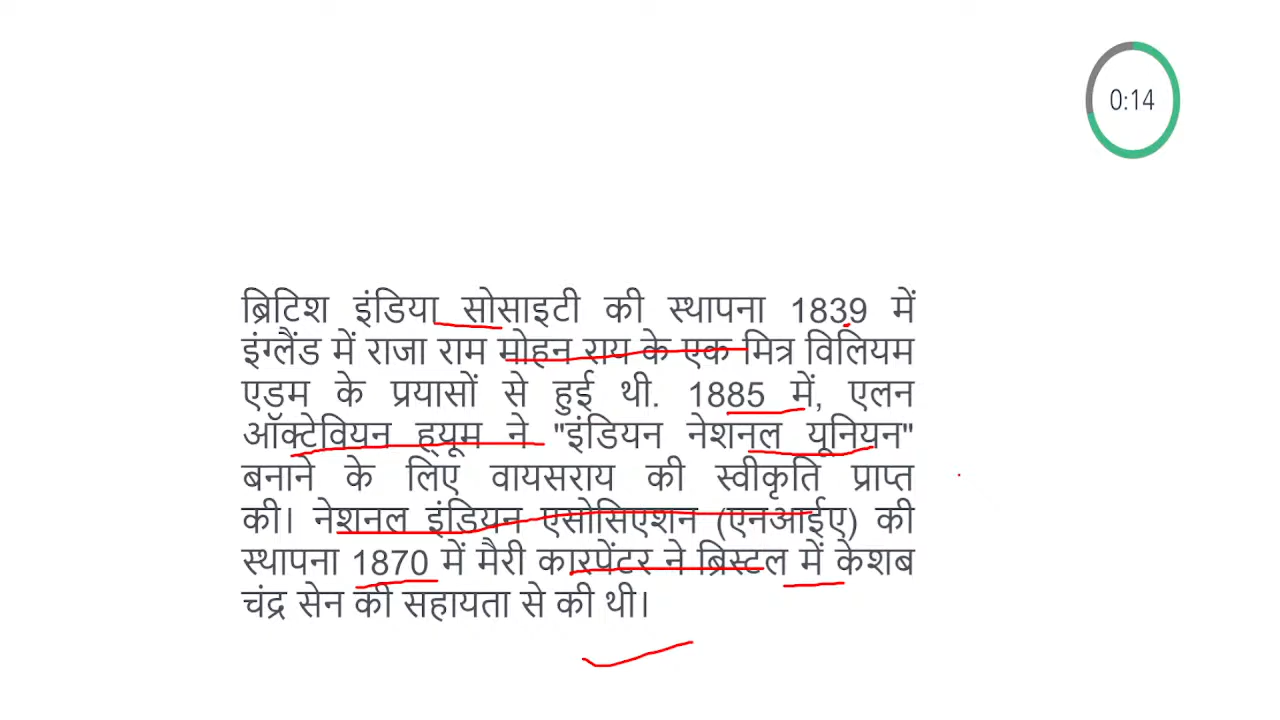 0:14
ब्रिटिश इंडिया सोसाइटी की स्थापना 1839 में
इंग्लैंड में राजा राम मोहन राय के एक मित्र विलियम
एडम के प्रयासों से हुई थी. 1885 में, एलन
ऑक्टेवियन ह्यूम ने "इंडियन नेशनल यूनियन"
बनाने के लिए वायसराय की स्वीकृति प्राप्त
की। नेशनल इंडियन एसोसिएशन (एनआईए) की
स्थापना 1870 में मैरी कारपेंटर ने ब्रिस्टल में केशब
चंद्र सेन की सहायता से की थी।